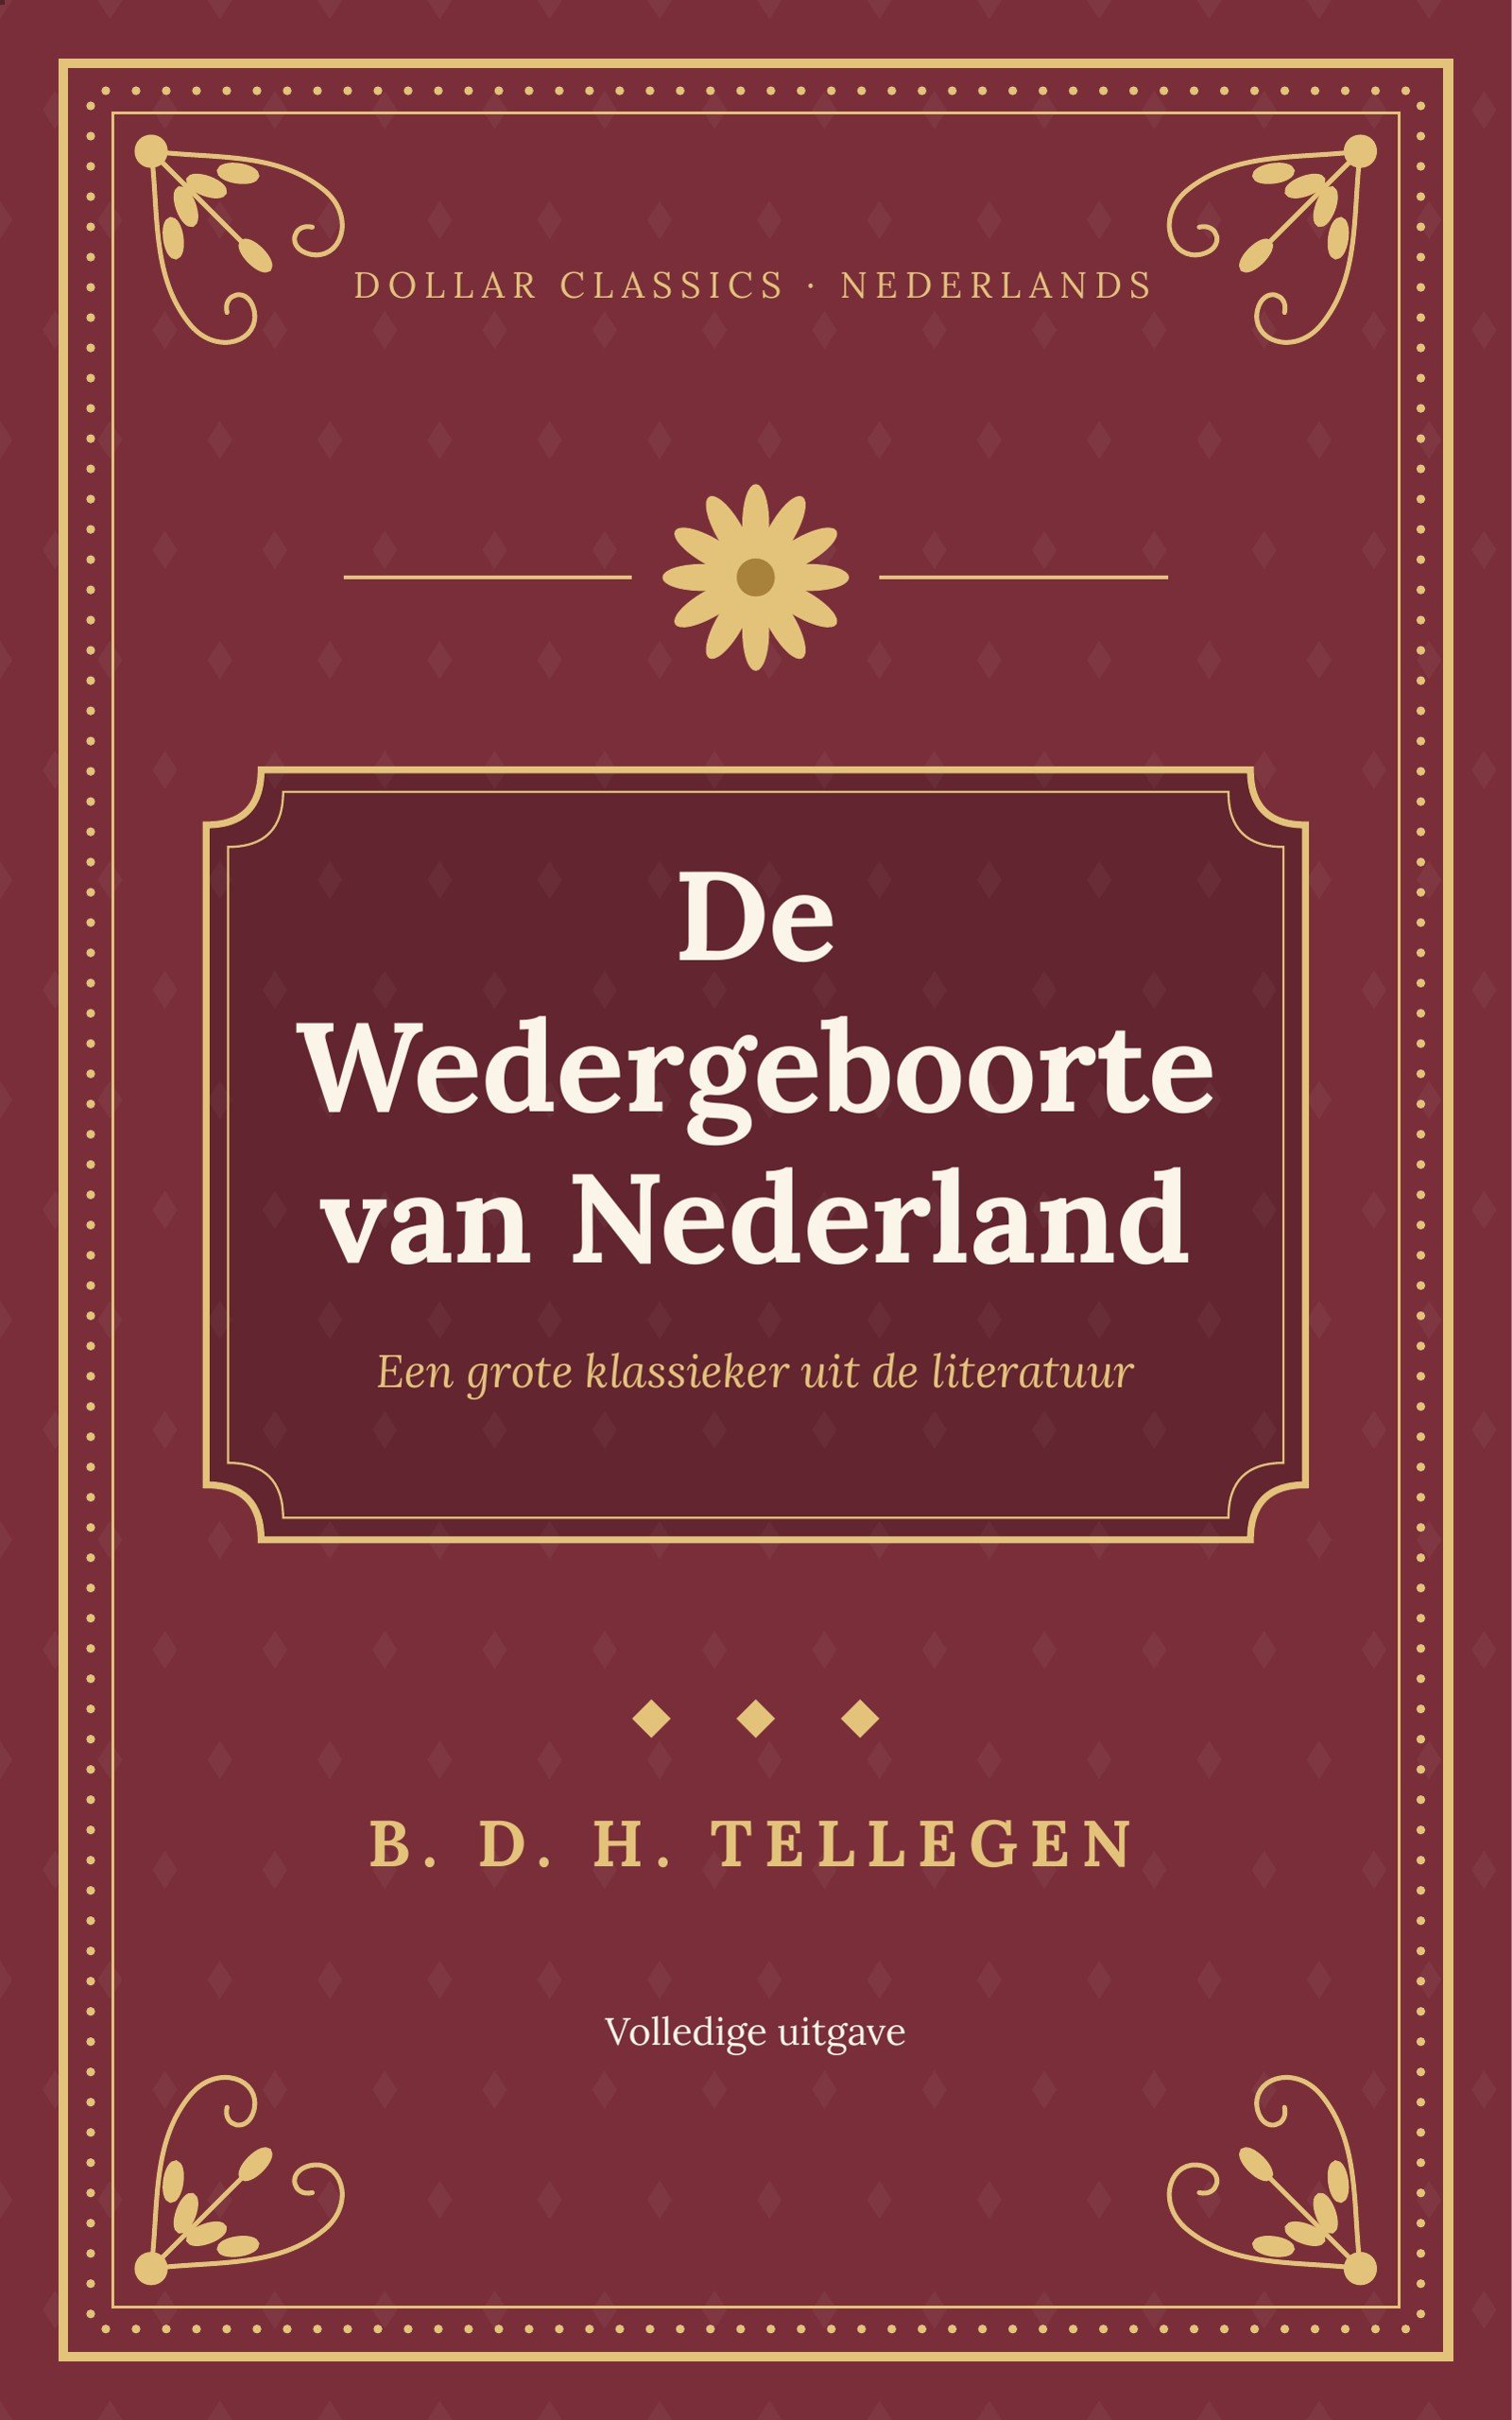 DOLLAR CLASSICS · NEDERLANDS
De
Wedergeboorte
van Nederland
Een grote klassieker uit de literatuur
B. D. H. TELLEGEN
Volledige uitgave